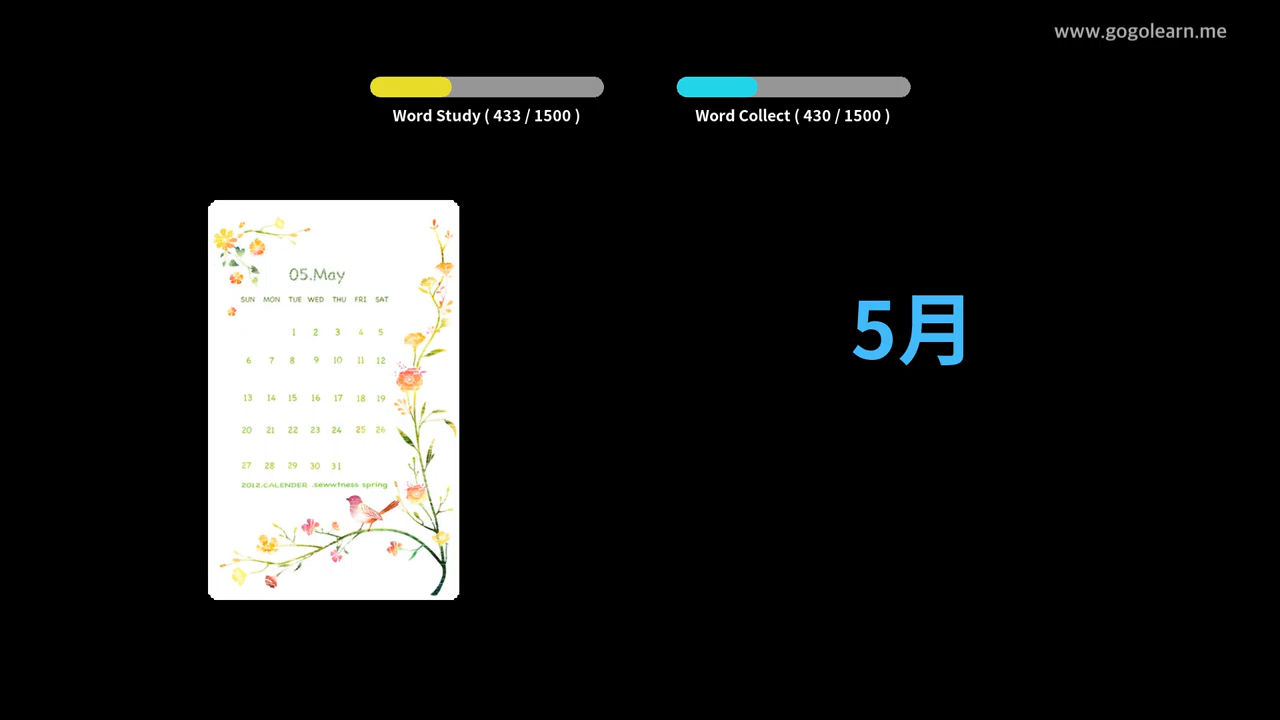 www.gogolearn.me
Word Study ( 433 / 1500 )
Word Collect ( 430 / 1500 )
05.May
SUN MON TUE WED THU FRI SAT
1 2 3 4 5
6 7 8 9 10 11 12
13 14 15 16 17 18 19
20 21 22 23 24 25 26
27 28 29 30 31
2012.CALENDER .sewwtness spring
5月